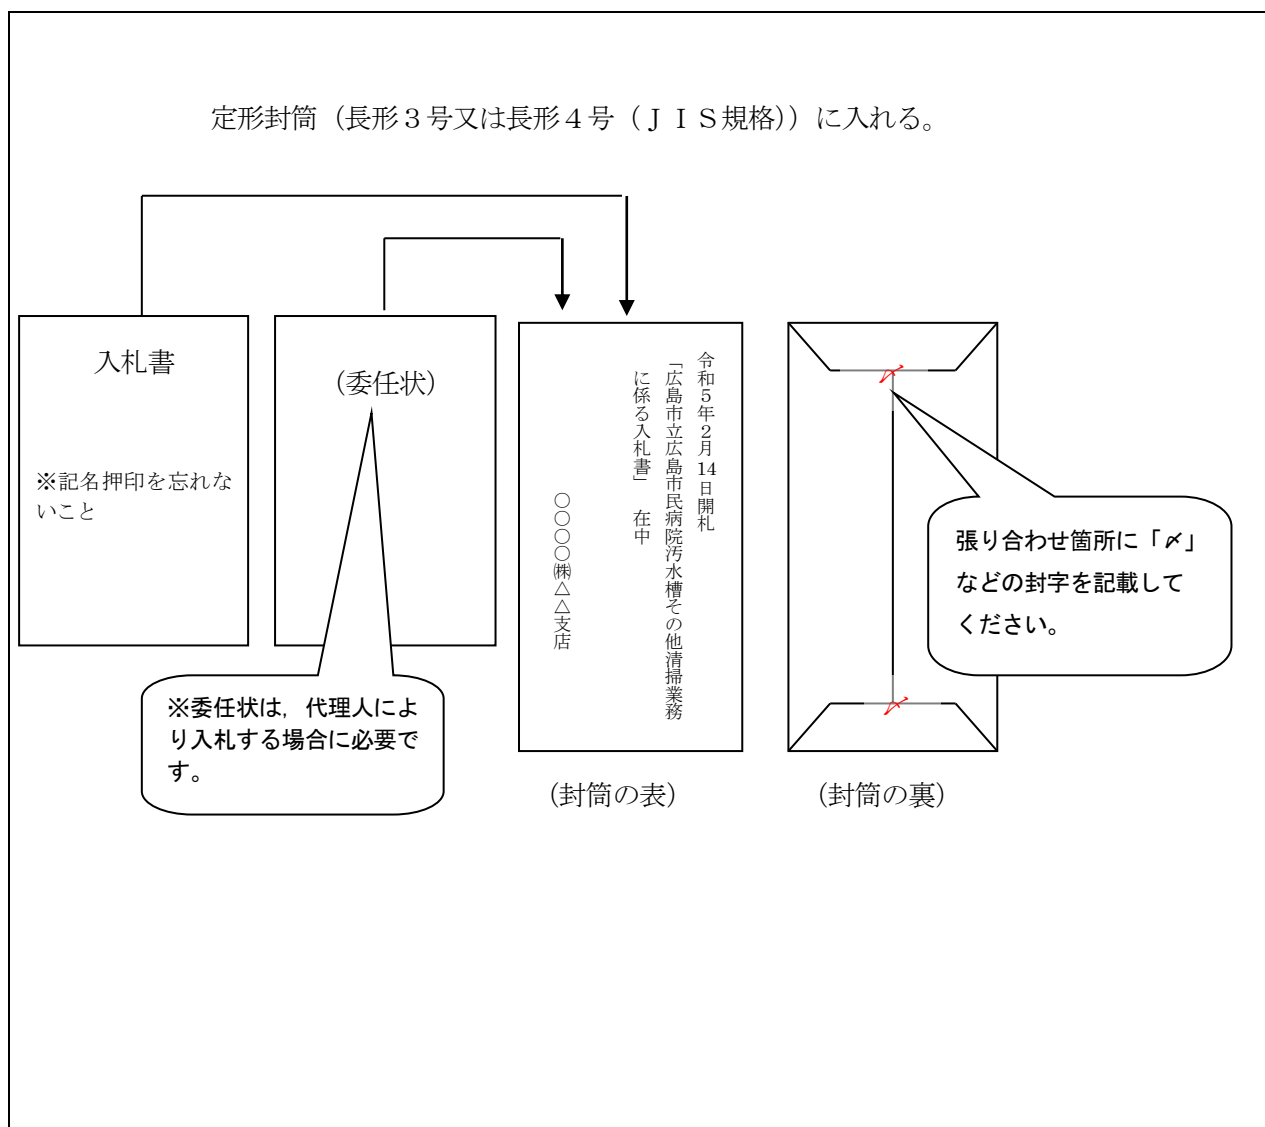 定形封筒（長形３号又は長形４号（ＪＩＳ規格））に入れる。
入札書
※記名押印を忘れな
いこと
（委任状）
※委任状は，代理人によ
り入札する場合に必要で
す。
令和５年２月14日開札
「広島市立広島市民病院汚水槽その他清掃業務
に係る入札書」　在中
○○○○㈱△△支店
（封筒の表）
〆
張り合わせ箇所に「〆」
などの封字を記載して
ください。
〆
（封筒の裏）